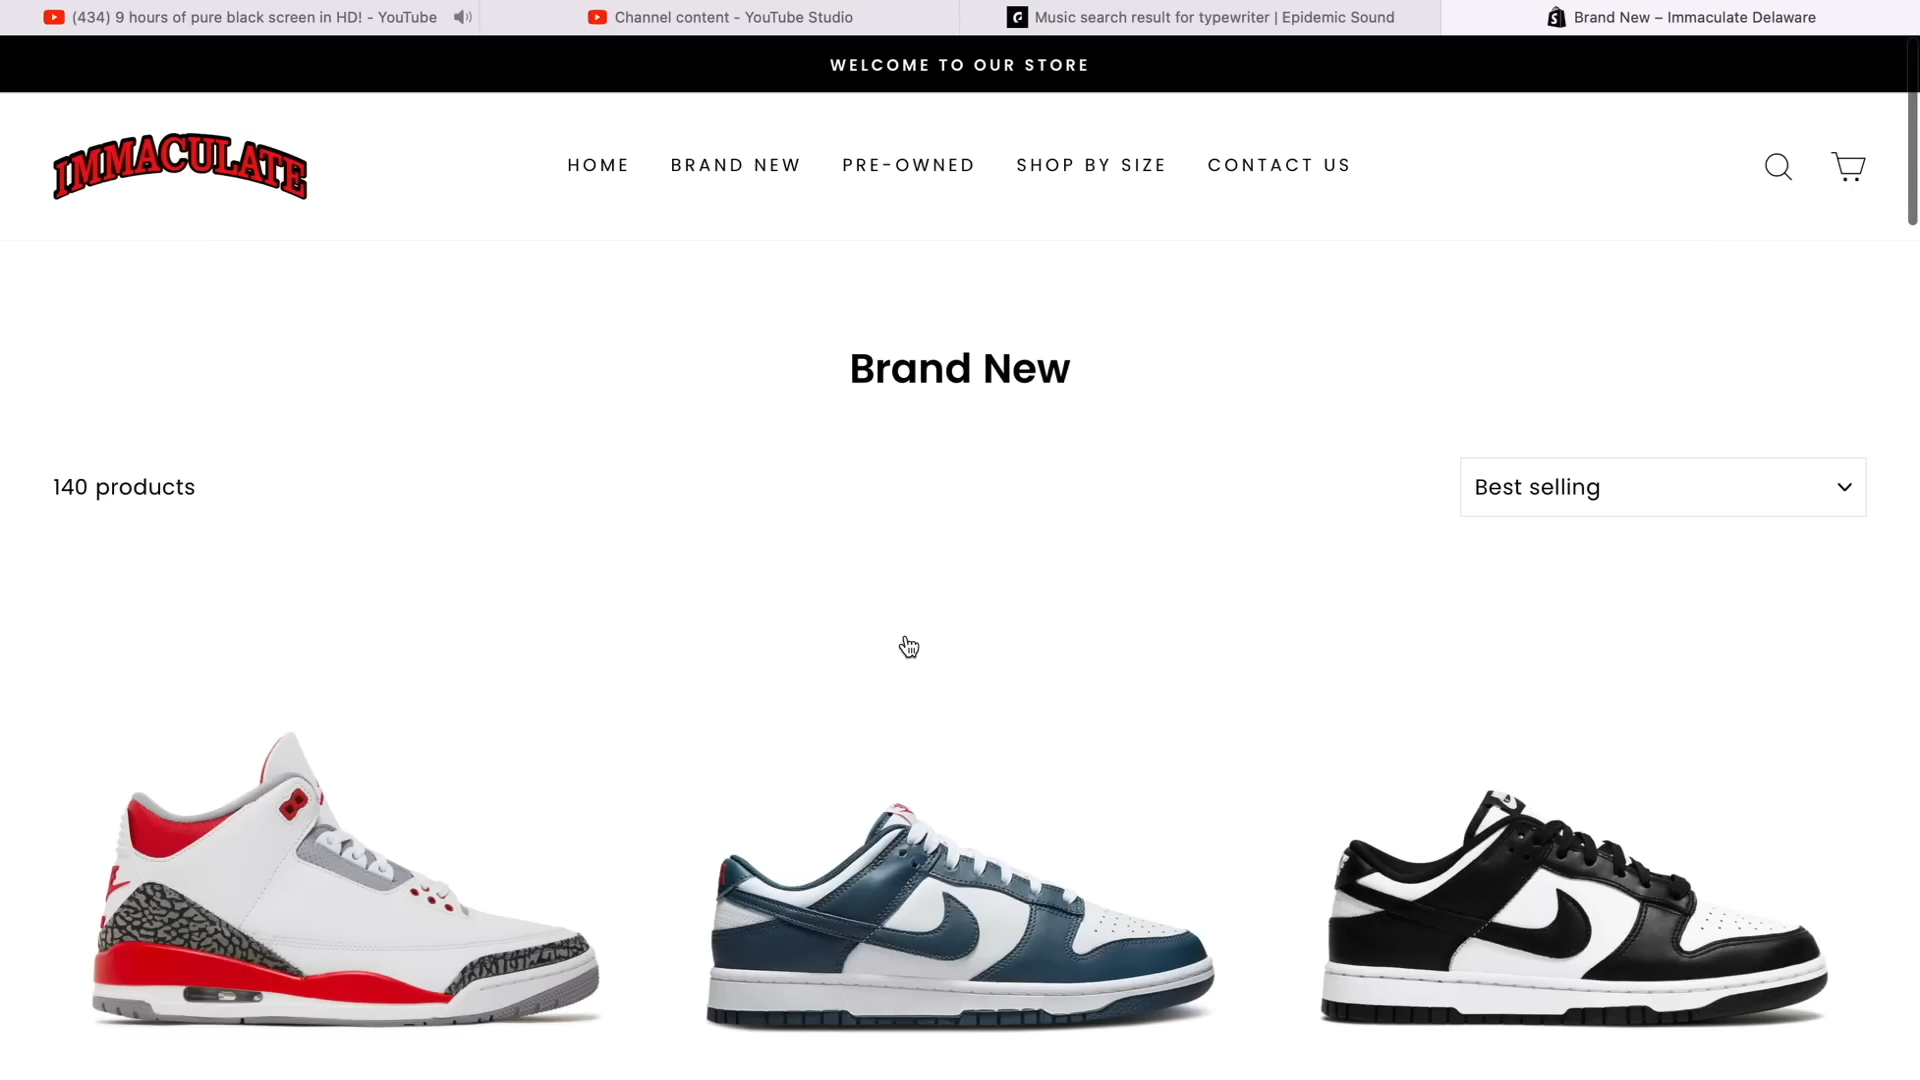 (434) 9 hours of pure black screen in HD! - YouTube
Channel content - YouTube Studio
Music search result for typewriter | Epidemic Sound
Brand New – Immaculate Delaware
WELCOME TO OUR STORE
IMMACULATE
HOME
BRAND NEW
PRE-OWNED
SHOP BY SIZE
CONTACT US
Brand New
140 products
Best selling